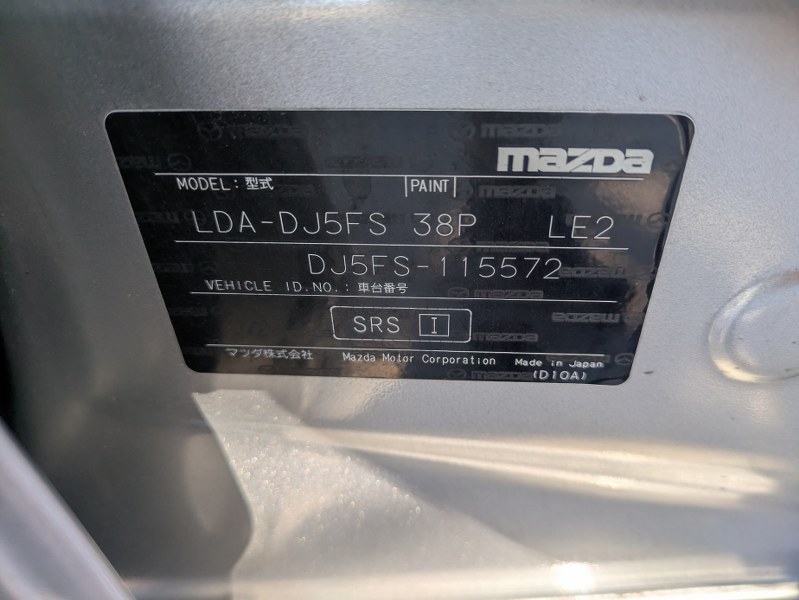 mazda
MODEL：型式 PAINT
LDA-DJ5FS 38P LE2
DJ5FS-115572
VEHICLE ID.NO.：車台番号
SRS I
マツダ株式会社 Mazda Motor Corporation Made in Japan
(D10A)